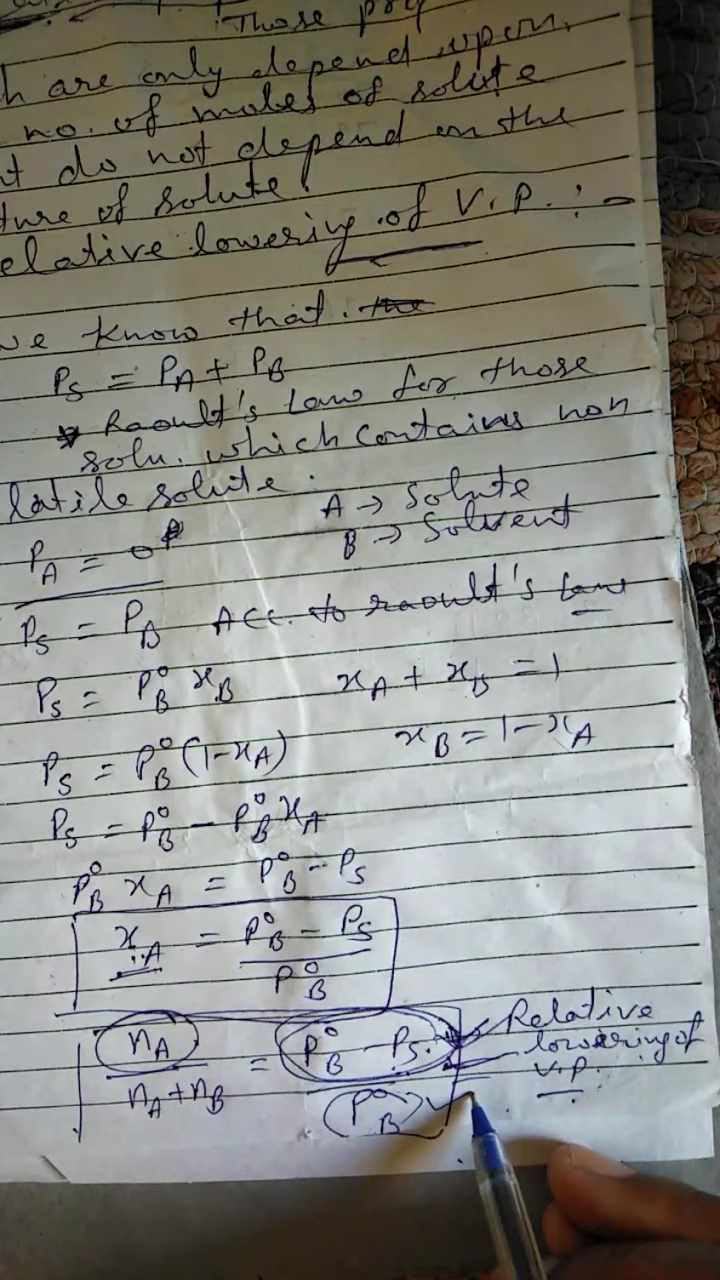 Those
h are only depend upon
no. of moles of solute
t do not depend on the
ture of solute.
elative lowering of V.P. : -
we know that.
Ps = PA + PB
Raoult's Law for those
solu. which contains non
latile solute.
A → Solute
PA = 0
B → Solvent
Ps = PB Acc. to raoult's law
Ps = P°B xB xA + xB = 1
Ps = P°B (1-xA) xB = 1-xA
Ps = P°B - P°B xA
P°B xA = P°B - Ps
xA = P°B - Ps / P°B
nA / nA+nB = P°B - Ps / P°B Relative
lowering of
V.P.